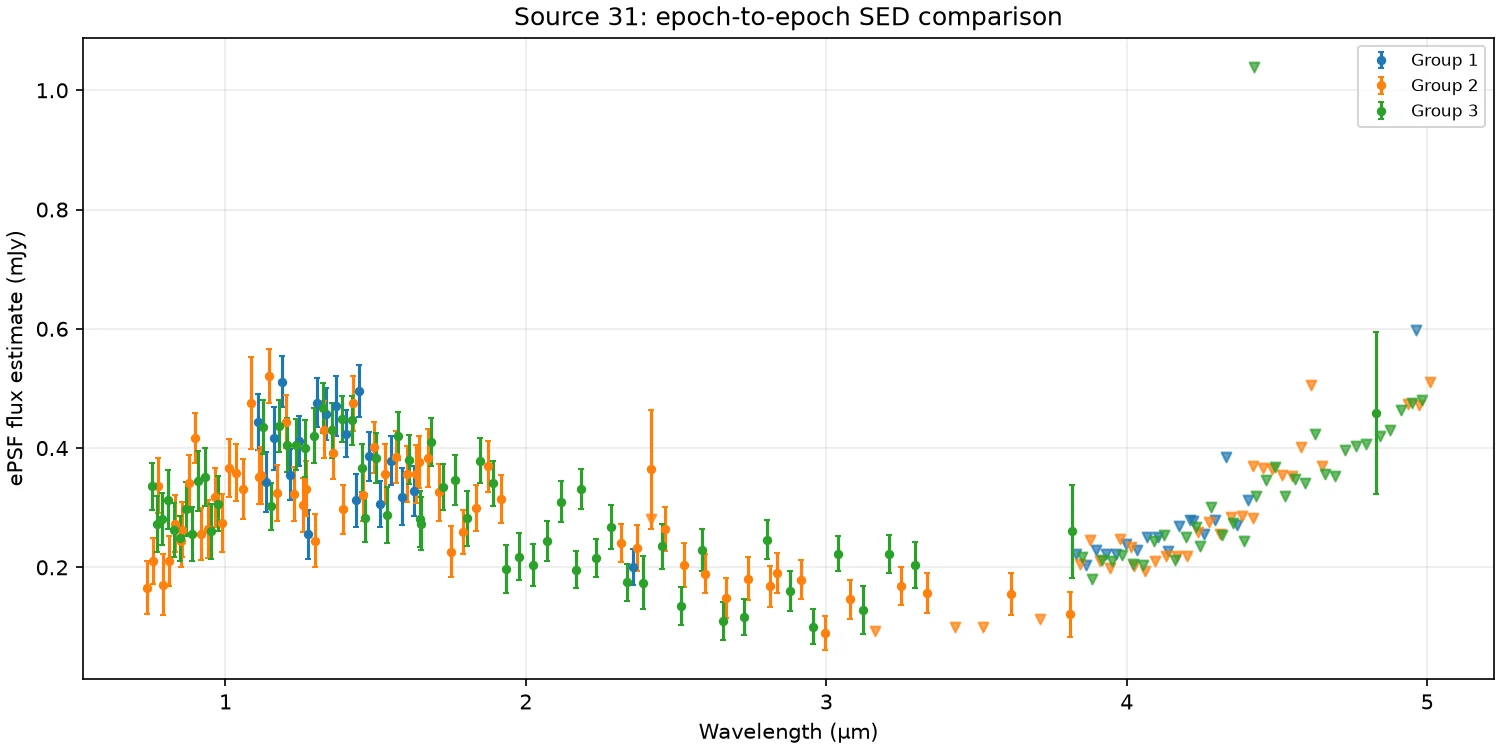 Source 31: epoch-to-epoch SED comparison
ePSF flux estimate (mJy)
1.0
0.8
0.6
0.4
0.2
Group 1
Group 2
Group 3
1 2 3 4 5
Wavelength (µm)